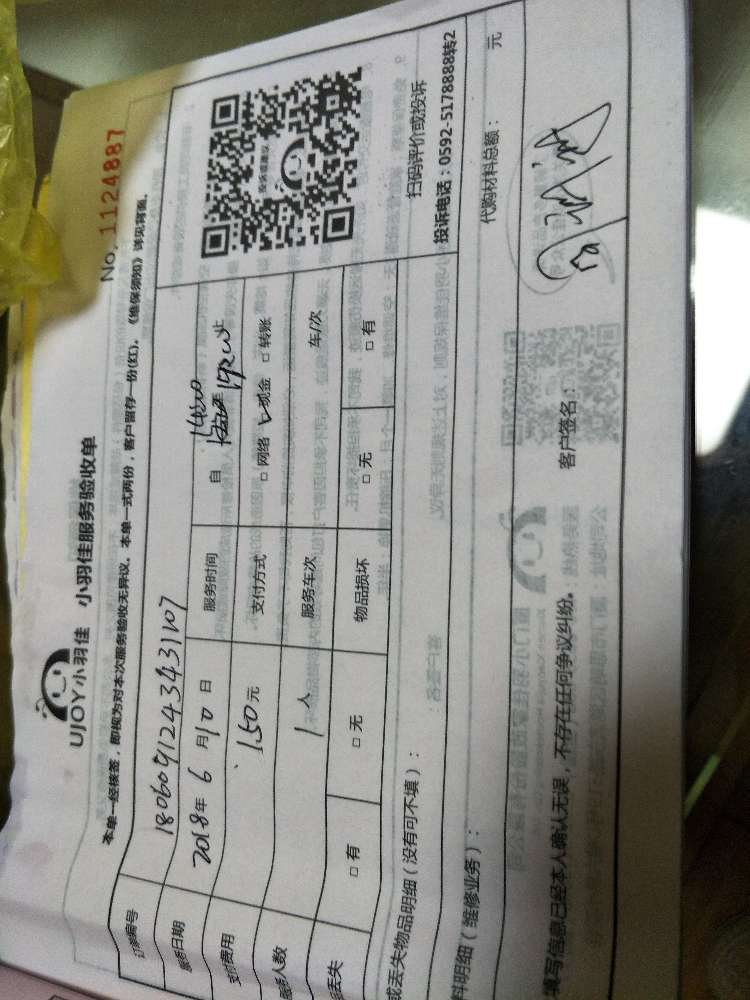 UJOY小羽佳 小羽佳服务验收单
No. 1124887
本单一经核签，即视为对本次服务验收无异议。本单一式两份，客户留存一份(红)。《维保须知》详见背面。
订单编号 1806091243431107
服务日期 2018年6月10日 服务时间 自
支付费用 150元 支付方式 □网络 现金 □转账
服务人数 1人 服务车次 车/次
丢失 □有 □无 物品损坏 □无 □有
扫码评价或投诉
投诉电话：0592-5178888转2
或丢失物品明细（没有可不填）：
料明细（维修业务）： 代购材料总额： 元
填写信息已经本人确认无误，不存在任何争议纠纷。 客户签名：